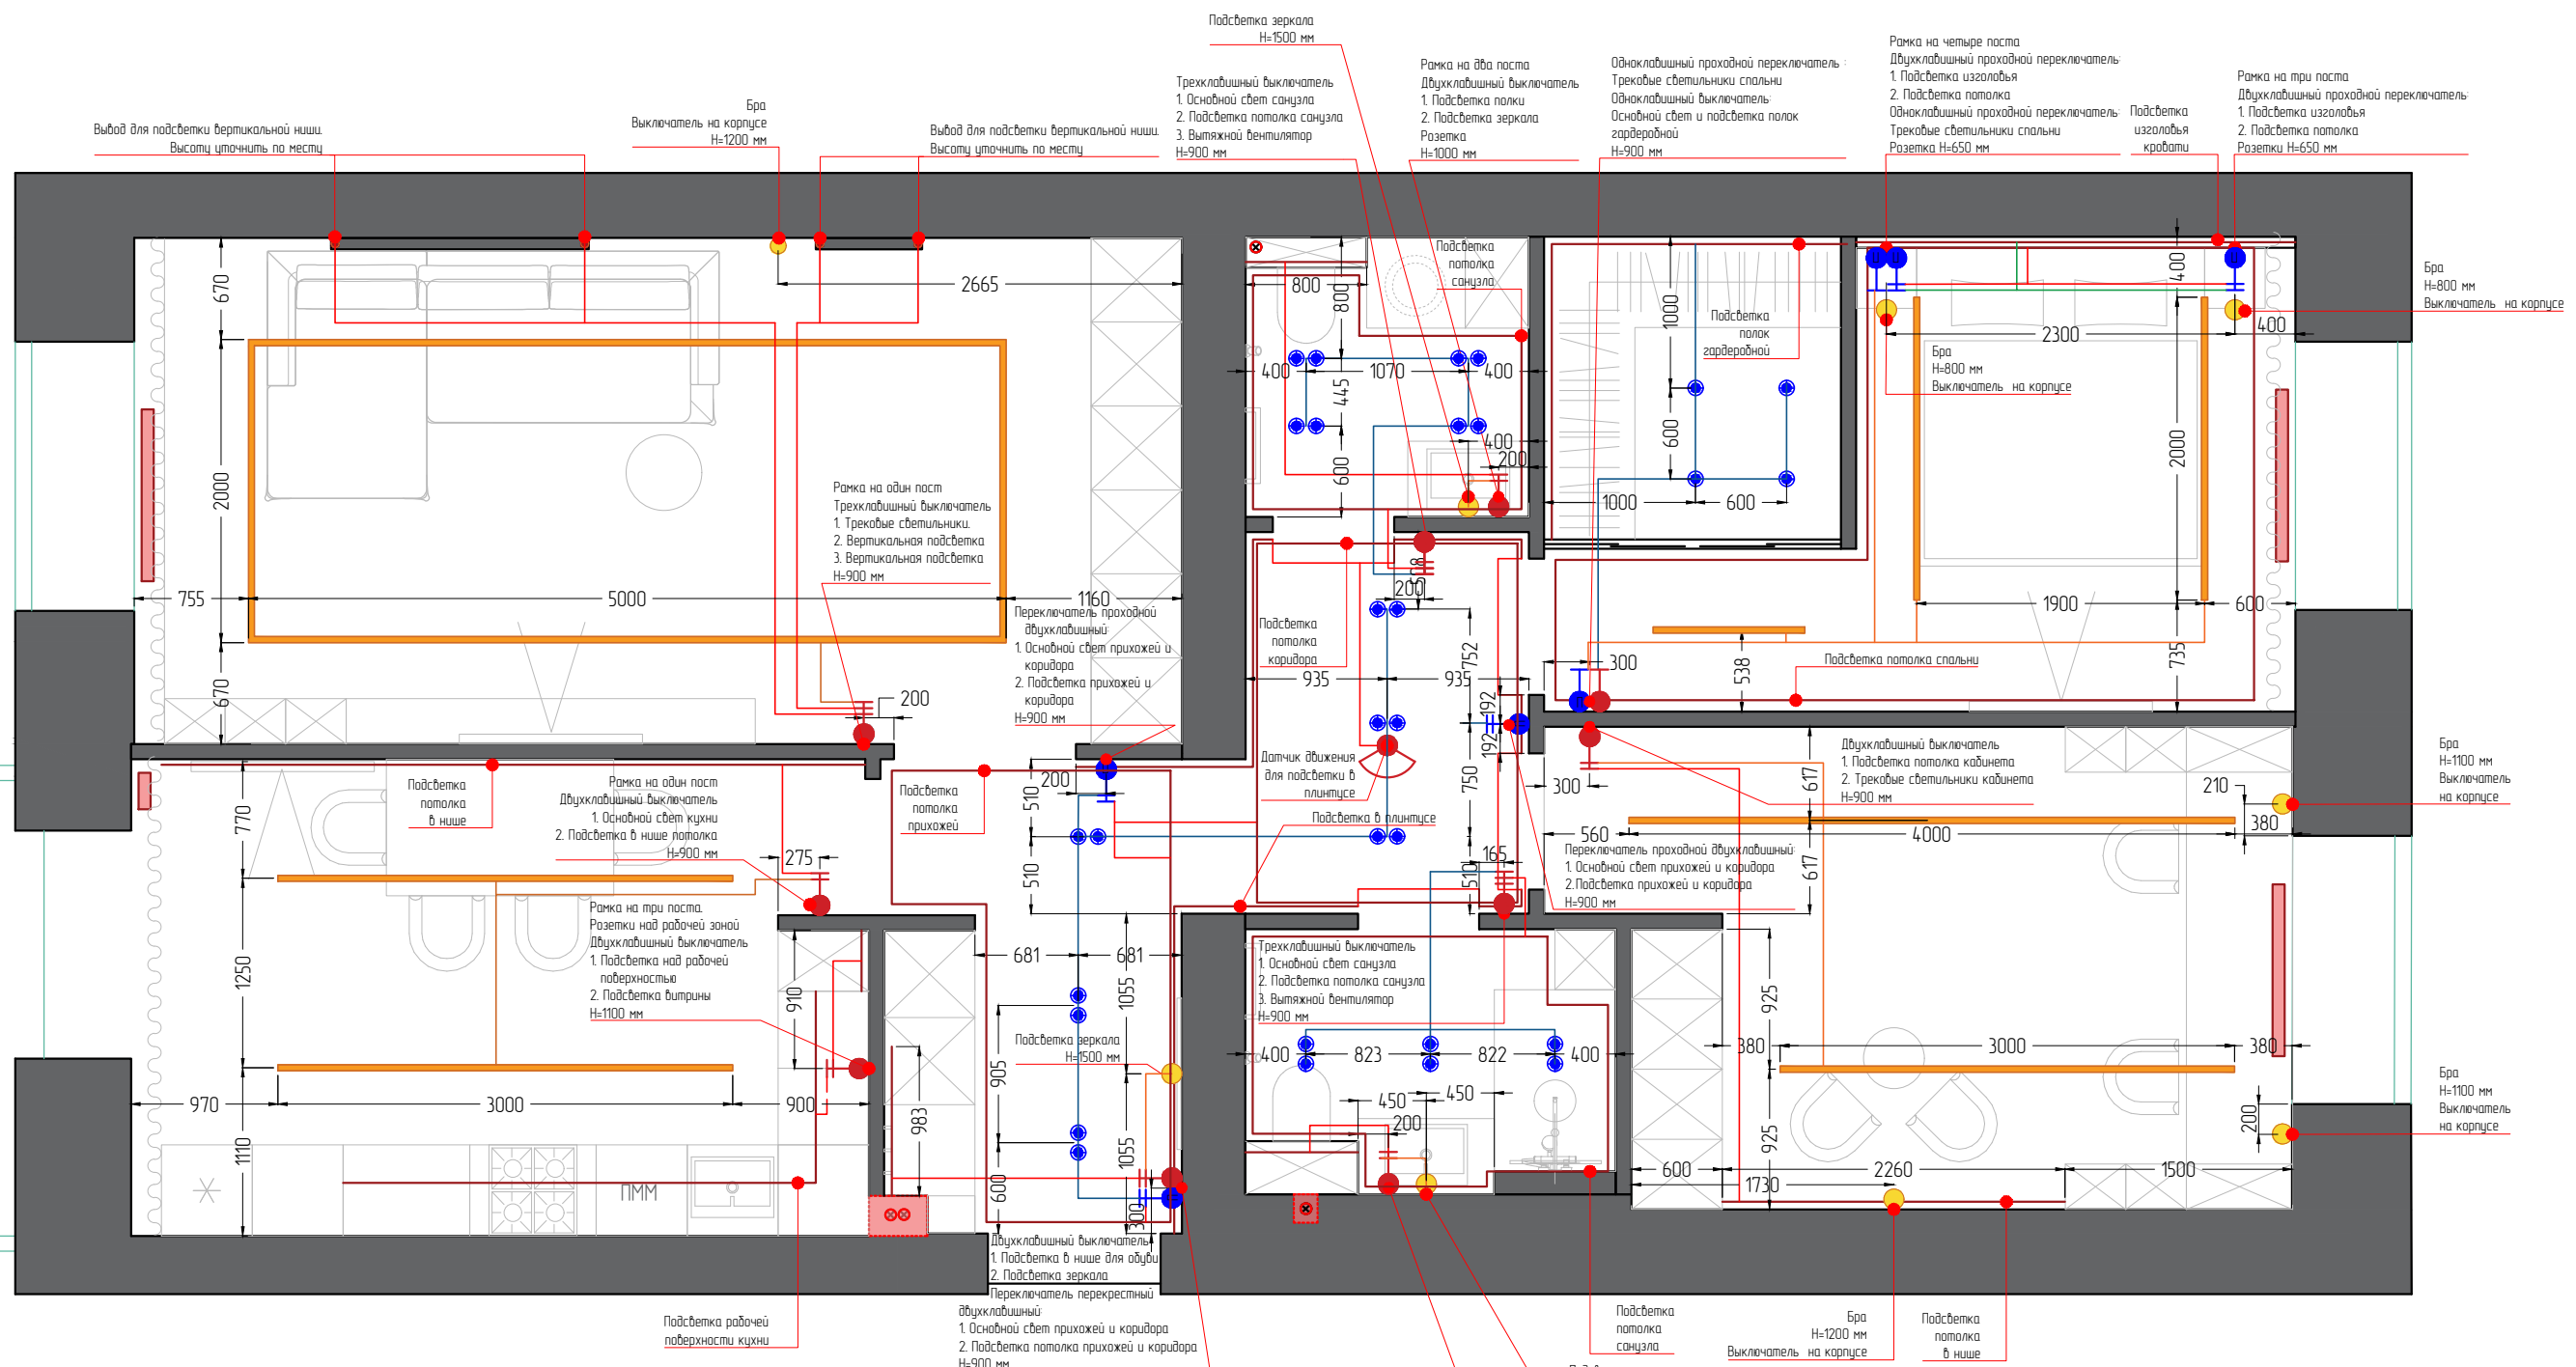 Подсветка зеркала
H=1500 мм
Трехклавишный выключатель
1. Основной свет санузла
2. Подсветка потолка санузла
3. Вытяжной вентилятор
H=900 мм
Рамка на два поста
Двухклавишный выключатель
1. Подсветка полки
2. Подсветка зеркала
Розетка
H=1000 мм
Одноклавишный проходной переключатель :
Трековые светильники спальни
Одноклавишный выключатель:
Основной свет и подсветка полок
гардеробной
H=900 мм
Рамка на четыре поста
Двухклавишный проходной переключатель:
1. Подсветка изголовья
2. Подсветка потолка
Одноклавишный проходной переключатель:
Трековые светильники спальни
Розетка H=650 мм
Подсветка
изголовья
кровати
Рамка на три поста
Двухклавишный проходной переключатель:
1. Подсветка изголовья
2. Подсветка потолка
Розетки H=650 мм
Вывод для подсветки вертикальной ниши.
Высоту уточнить по месту
Бра
Выключатель на корпусе
H=1200 мм
Вывод для подсветки вертикальной ниши.
Высоту уточнить по месту
670
2665
800
800
Подсветка
потолка
санузла
1000
Подсветка
полок
гардеробной
400
2300
400
Бра
H=800 мм
Выключатель на корпусе
Бра
H=800 мм
Выключатель на корпусе
400
1070
400
445
400
200
600
600
1000
600
2000
2000
Рамка на один пост
Трехклавишный выключатель
1. Трековые светильники.
2. Вертикальная подсветка
3. Вертикальная подсветка
H=900 мм
755
5000
1160
200
1900
600
Переключатель проходной
двухклавишный:
1. Основной свет прихожей и
коридора
2. Подсветка прихожей и
коридора
H=900 мм
Подсветка
потолка
коридора
752
935
935
300
538
Подсветка потолка спальни
735
670
200
192
192
Датчик движения
для подсветки в
плинтусе
750
300
Двухклавишный выключатель
1. Подсветка потолка кабинета
2. Трековые светильники кабинета
H=900 мм
617
210
380
Бра
H=1100 мм
Выключатель
на корпусе
770
Подсветка
потолка
в нише
Рамка на один пост
Двухклавишный выключатель
1. Основной свет кухни
2. Подсветка в нише потолка
H=900 мм
275
Подсветка
потолка
прихожей
200
510
510
Подсветка в плинтусе
165
510
560
4000
Переключатель проходной двухклавишный:
1. Основной свет прихожей и коридора
2.Подсветка прихожей и коридора
H=900 мм
617
1250
Рамка на три поста.
Розетки над рабочей зоной
Двухклавишный выключатель
1. Подсветка над рабочей
поверхностью
2. Подсветка витрины
H=1100 мм
910
681
681
1055
Трехклавишный выключатель
1. Основной свет санузла
2. Подсветка потолка санузла
3. Вытяжной вентилятор
H=900 мм
925
Подсветка зеркала
H=1500 мм
400
823
822
400
380
3000
380
970
3000
900
905
983
1055
450
450
200
Бра
H=1100 мм
Выключатель
на корпусе
200
1110
ПММ
600
300
600
2260
1500
1730
925
Двухклавишный выключатель
1. Подсветка в нише для обуви
2. Подсветка зеркала
Переключатель перекрестный
двухклавишный:
1. Основной свет прихожей и коридора
2. Подсветка потолка прихожей и коридора
H=900 мм
Подсветка рабочей
поверхности кухни
Подсветка
потолка
санузла
Бра
H=1200 мм
Выключатель на корпусе
Подсветка
потолка
в нише